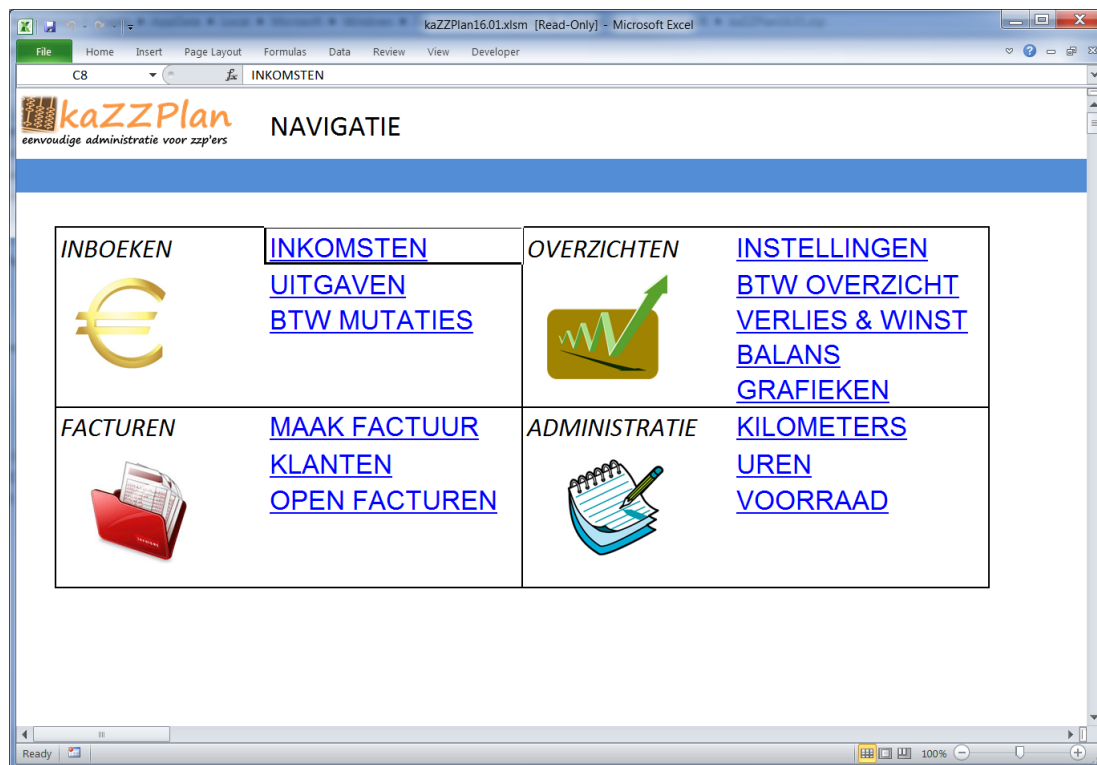 kaZZPlan16.01.xlsm [Read-Only] - Microsoft Excel
File Home Insert Page Layout Formulas Data Review View Developer
C8 fx INKOMSTEN
kaZZPlan
eenvoudige administratie voor zzp'ers
NAVIGATIE
INBOEKEN
INKOMSTEN
UITGAVEN
BTW MUTATIES
OVERZICHTEN
INSTELLINGEN
BTW OVERZICHT
VERLIES & WINST
BALANS
GRAFIEKEN
FACTUREN
MAAK FACTUUR
KLANTEN
OPEN FACTUREN
ADMINISTRATIE
KILOMETERS
UREN
VOORRAAD
Ready 100%